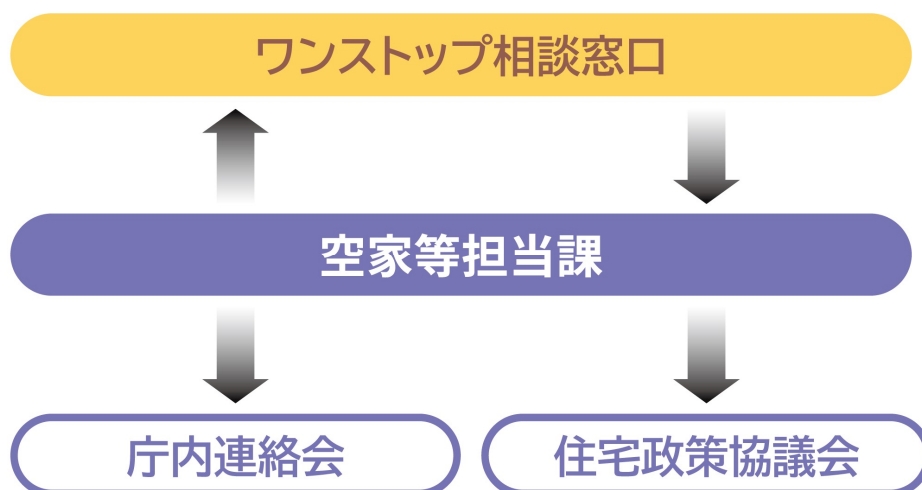 ワンストップ相談窓口
空家等担当課
庁内連絡会
住宅政策協議会